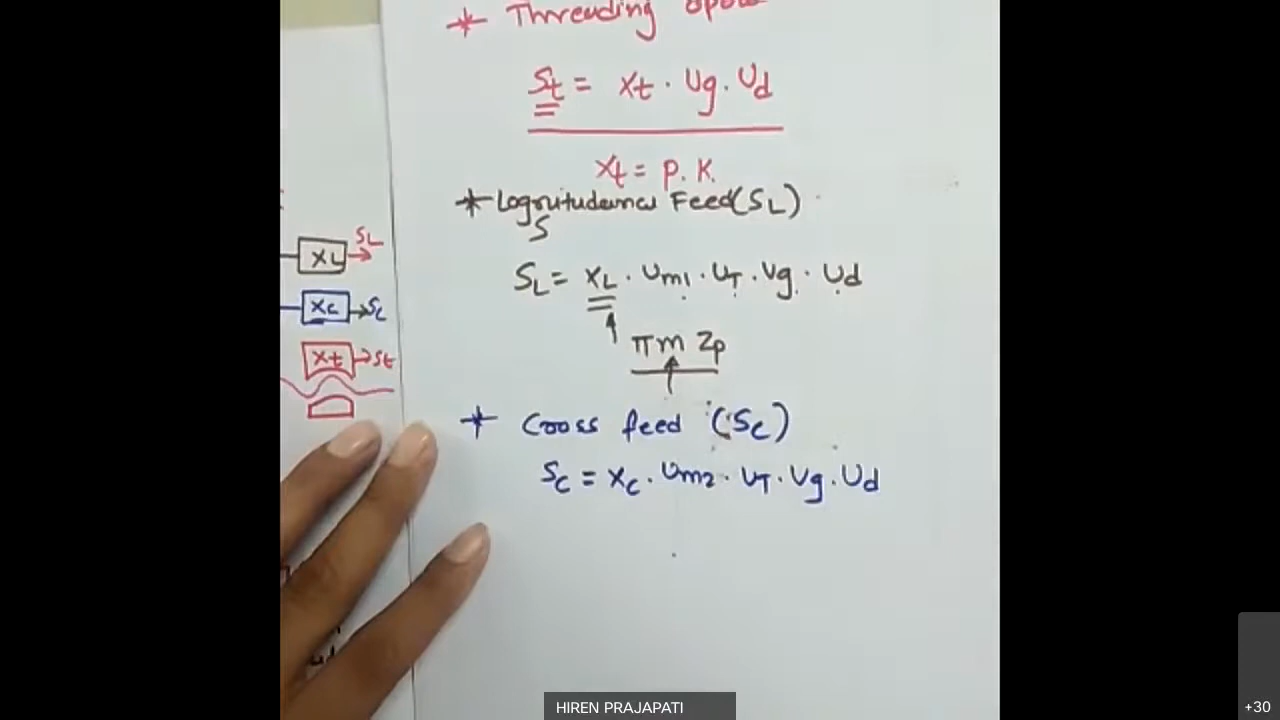 * Threading
St = Xt · Ug · Ud
Xt = P. K.
Feed (SL)
S
SL = XL · Um1 · UT · Ug · Ud
πm Zp
* Cross feed (Sc)
Sc = Xc · Um2 · UT · Ug · Ud
XL → SL
Xc → Sc
Xt → St
HIREN PRAJAPATI
+30